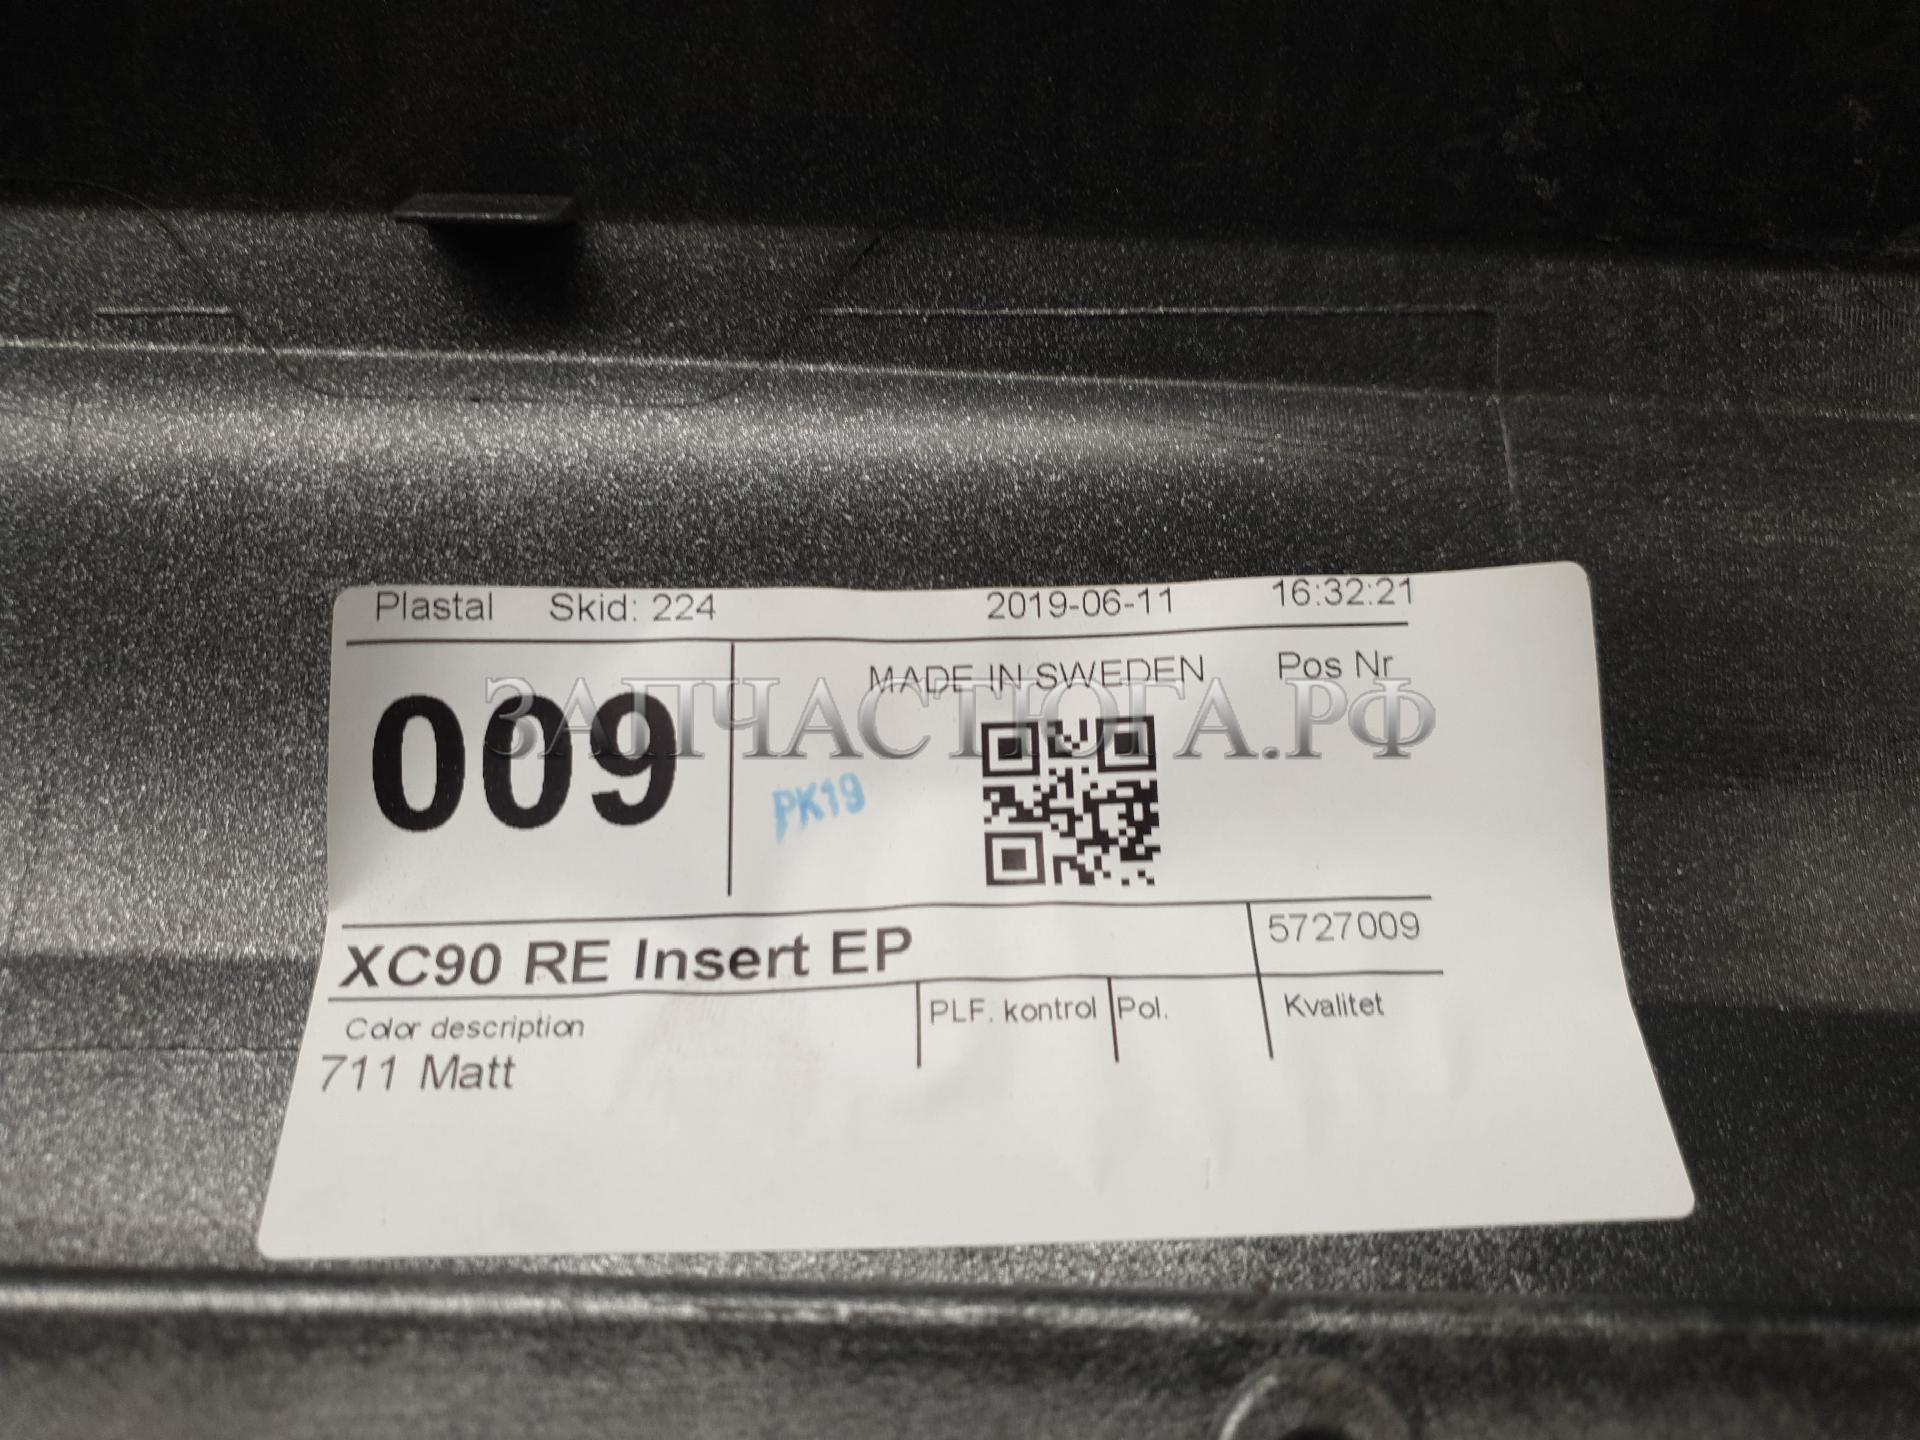 Plastal Skid: 224 2019-06-11 16:32:21
009 MADE IN SWEDEN Pos Nr
ЗАПЧАСТЮГА.РФ
PK19
XC90 RE Insert EP 5727009
Color description PLF. kontrol Pol. Kvalitet
711 Matt